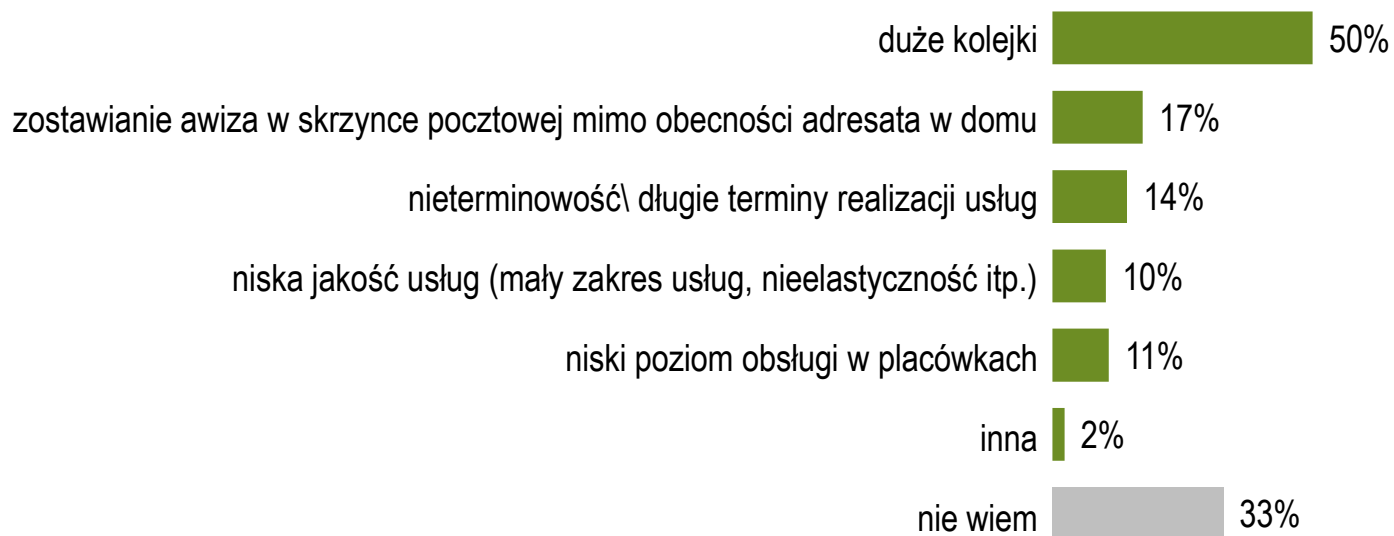 duże kolejki 50%
zostawianie awiza w skrzynce pocztowej mimo obecności adresata w domu 17%
nieterminowość\ długie terminy realizacji usług 14%
niska jakość usług (mały zakres usług, nieelastyczność itp.) 10%
niski poziom obsługi w placówkach 11%
inna 2%
nie wiem 33%